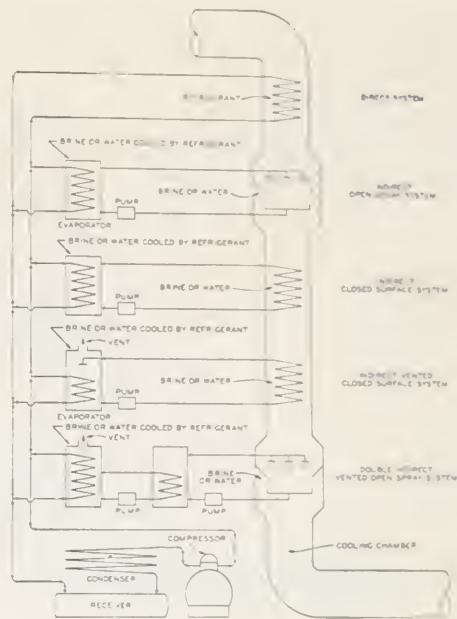 REFRIGERANT
DIRECT SYSTEM
BRINE OR WATER COOLED BY REFRIGERANT
BRINE OR WATER
INDIRECT
OPEN SPRAY SYSTEM
PUMP
EVAPORATOR
BRINE OR WATER COOLED BY REFRIGERANT
BRINE OR WATER
INDIRECT
CLOSED SURFACE SYSTEM
PUMP
BRINE OR WATER COOLED BY REFRIGERANT
VENT
BRINE OR WATER
INDIRECT VENTED
CLOSED SURFACE SYSTEM
PUMP
EVAPORATOR
BRINE OR WATER COOLED BY REFRIGERANT
VENT
BRINE
OR WATER
DOUBLE INDIRECT
VENTED OPEN SPRAY SYSTEM
PUMP
PUMP
COMPRESSOR
COOLING CHAMBER
CONDENSER
RECEIVER